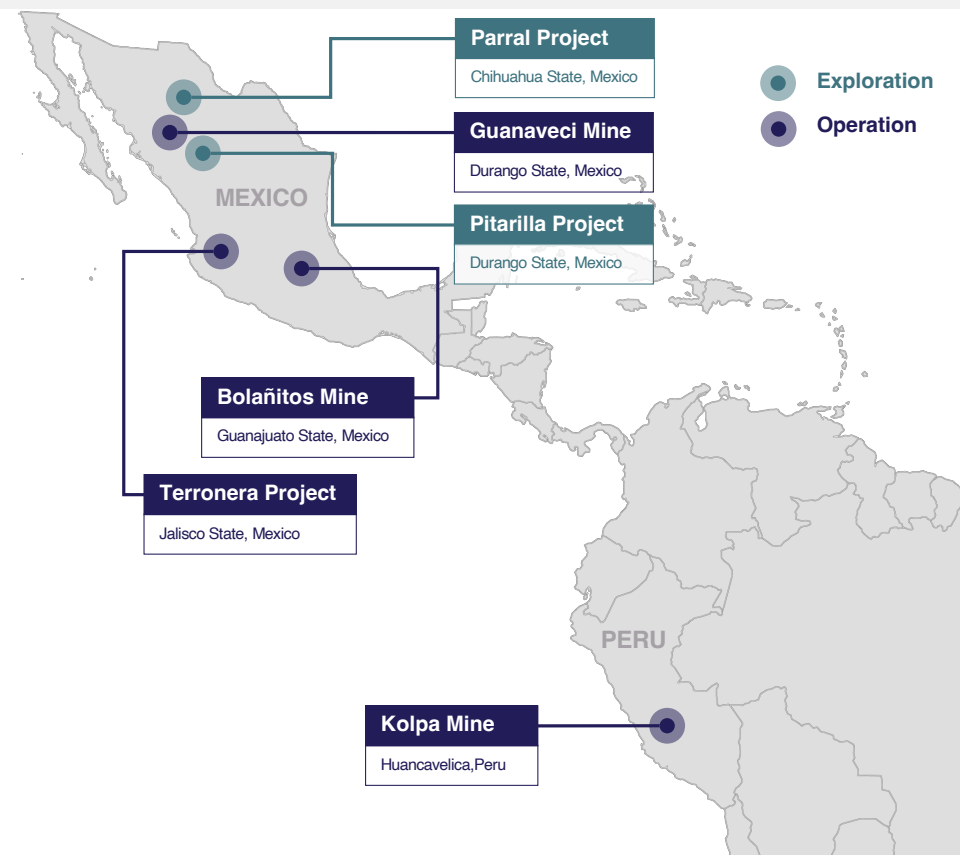 Parral Project
Chihuahua State, Mexico
Exploration
Guanaveci Mine
Durango State, Mexico
Operation
MEXICO
Pitarilla Project
Durango State, Mexico
Bolañitos Mine
Guanajuato State, Mexico
Terronera Project
Jalisco State, Mexico
PERU
Kolpa Mine
Huancavelica,Peru